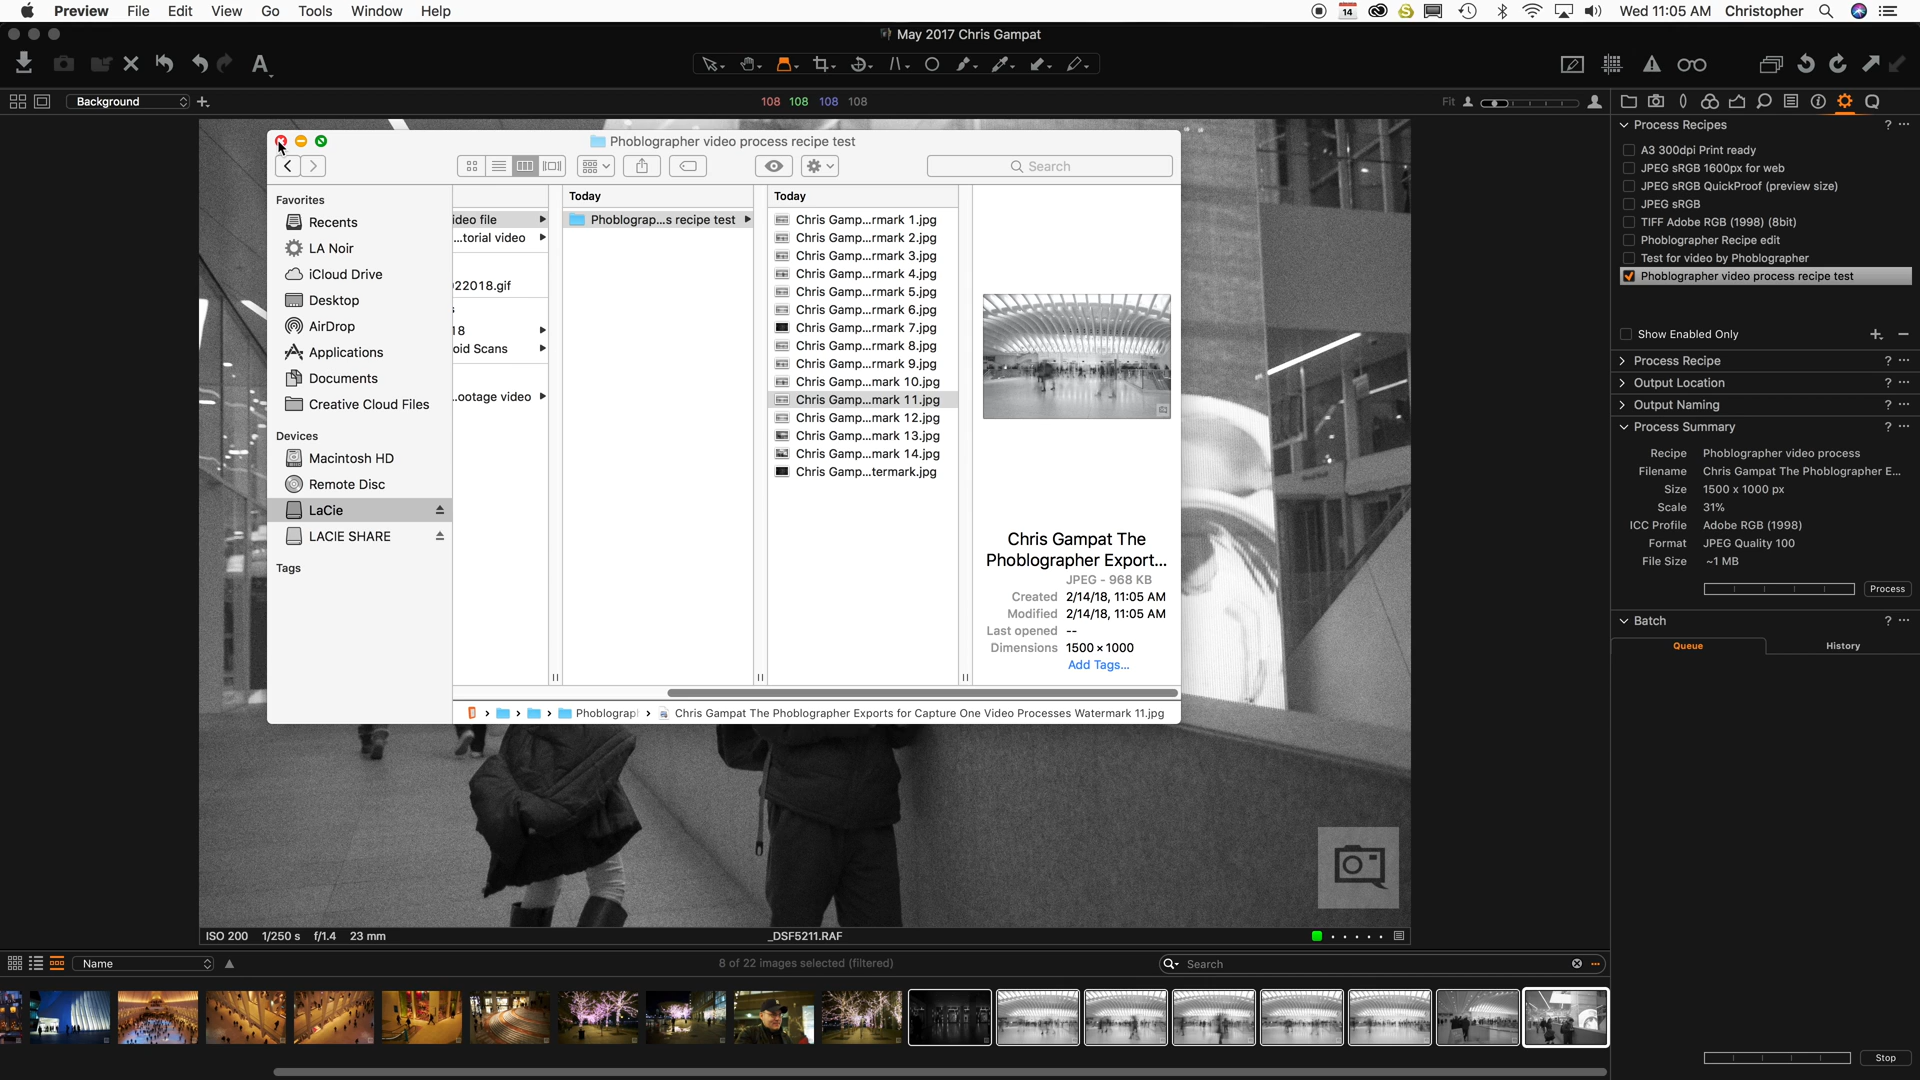 Preview File Edit View Go Tools Window Help
14
S
Wed 11:05 AM Christopher
May 2017 Chris Gampat
A
Background
108 108 108 108
Fit
Phoblographer video process recipe test
Search
Favorites
Recents
LA Noir
iCloud Drive
Desktop
AirDrop
Applications
Documents
Creative Cloud Files
Devices
Macintosh HD
Remote Disc
LaCie
LACIE SHARE
Tags
ideo file
...torial video
22018.gif
s
18
oid Scans
...ootage video
Today
Phoblograp...s recipe test
Today
Chris Gamp...rmark 1.jpg
Chris Gamp...rmark 2.jpg
Chris Gamp...rmark 3.jpg
Chris Gamp...rmark 4.jpg
Chris Gamp...rmark 5.jpg
Chris Gamp...rmark 6.jpg
Chris Gamp...rmark 7.jpg
Chris Gamp...rmark 8.jpg
Chris Gamp...rmark 9.jpg
Chris Gamp...mark 10.jpg
Chris Gamp...mark 11.jpg
Chris Gamp...mark 12.jpg
Chris Gamp...mark 13.jpg
Chris Gamp...mark 14.jpg
Chris Gamp...termark.jpg
Chris Gampat The
Phoblographer Export...
JPEG - 968 KB
Created 2/14/18, 11:05 AM
Modified 2/14/18, 11:05 AM
Last opened --
Dimensions 1500 × 1000
Add Tags...
Phoblograp
Chris Gampat The Phoblographer Exports for Capture One Video Processes Watermark 11.jpg
Process Recipes ? ...
A3 300dpi Print ready
JPEG sRGB 1600px for web
JPEG sRGB QuickProof (preview size)
JPEG sRGB
TIFF Adobe RGB (1998) (8bit)
Phoblographer Recipe edit
Test for video by Phoblographer
Phoblographer video process recipe test
Show Enabled Only + −
Process Recipe ? ...
Output Location ? ...
Output Naming ? ...
Process Summary ? ...
Recipe Phoblographer video process
Filename Chris Gampat The Phoblographer E...
Size 1500 x 1000 px
Scale 31%
ICC Profile Adobe RGB (1998)
Format JPEG Quality 100
File Size ~1 MB
Process
Batch ? ...
Queue History
ISO 200 1/250 s f/1.4 23 mm
_DSF5211.RAF
Name
8 of 22 images selected (filtered)
Search
Stop